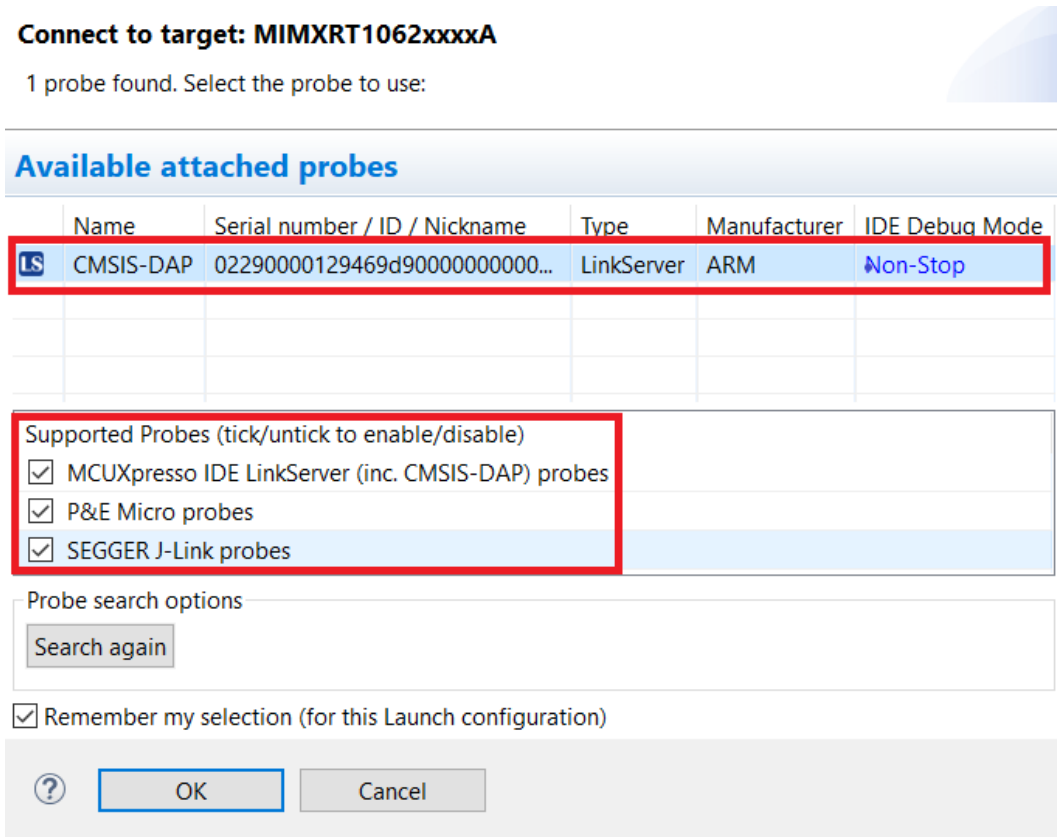 Connect to target: MIMXRT1062xxxxA
1 probe found. Select the probe to use:
Available attached probes
Name Serial number / ID / Nickname Type Manufacturer IDE Debug Mode
LS CMSIS-DAP 02290000129469d90000000000... LinkServer ARM Non-Stop
Supported Probes (tick/untick to enable/disable)
MCUXpresso IDE LinkServer (inc. CMSIS-DAP) probes
P&E Micro probes
SEGGER J-Link probes
Probe search options
Search again
Remember my selection (for this Launch configuration)
? OK Cancel